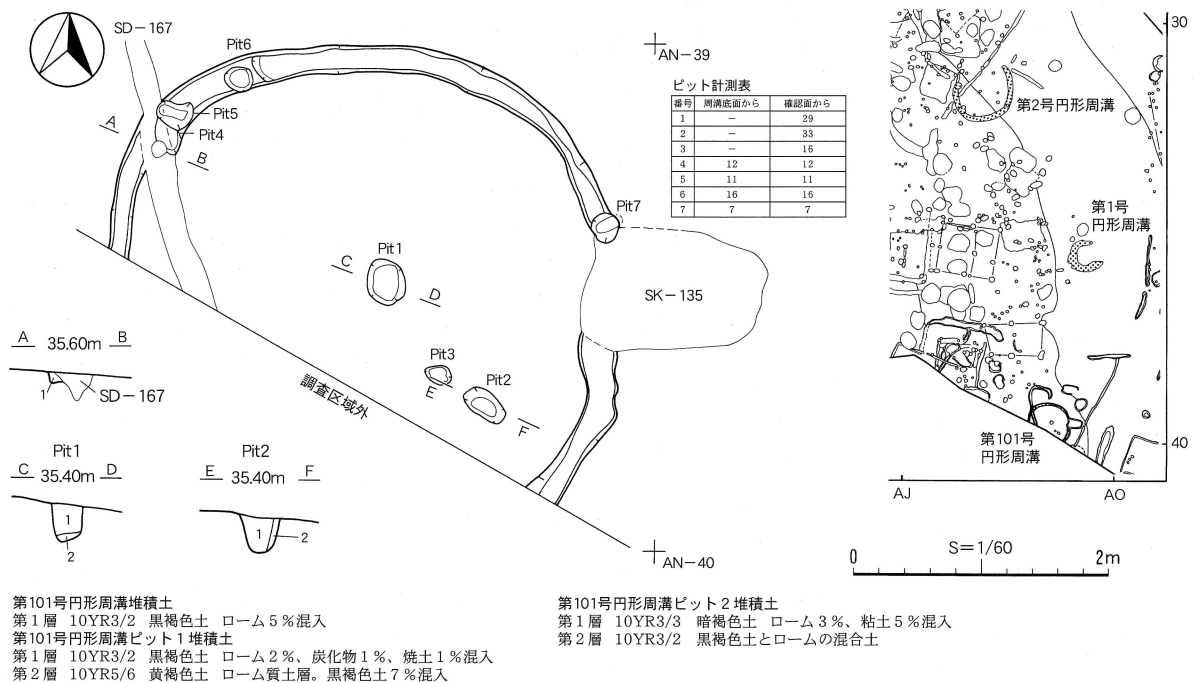 SD−167
Pit6
Pit5
Pit4
A
B
AN−39
ピット計測表
番号 周溝底面から 確認面から
1 − 29
2 − 33
3 − 16
4 12 12
5 11 11
6 16 16
7 7 7
Pit7
Pit1
C
D
SK−135
Pit3
E
Pit2
F
調査区域外
AN−40
A 35.60m B
1
SD−167
Pit1
C 35.40m D
1
2
Pit2
E 35.40m F
1
2
30
第2号円形周溝
第1号
円形周溝
第101号
円形周溝
40
AJ
AO
S=1/60
0
2m
第101号円形周溝堆積土
第1層 10YR3/2 黒褐色土 ローム5%混入
第101号円形周溝ピット1堆積土
第1層 10YR3/2 黒褐色土 ローム2%、炭化物1%、焼土1%混入
第2層 10YR5/6 黄褐色土 ローム質土層。黒褐色土7%混入
第101号円形周溝ピット2堆積土
第1層 10YR3/3 暗褐色土 ローム3%、粘土5%混入
第2層 10YR3/2 黒褐色土とロームの混合土